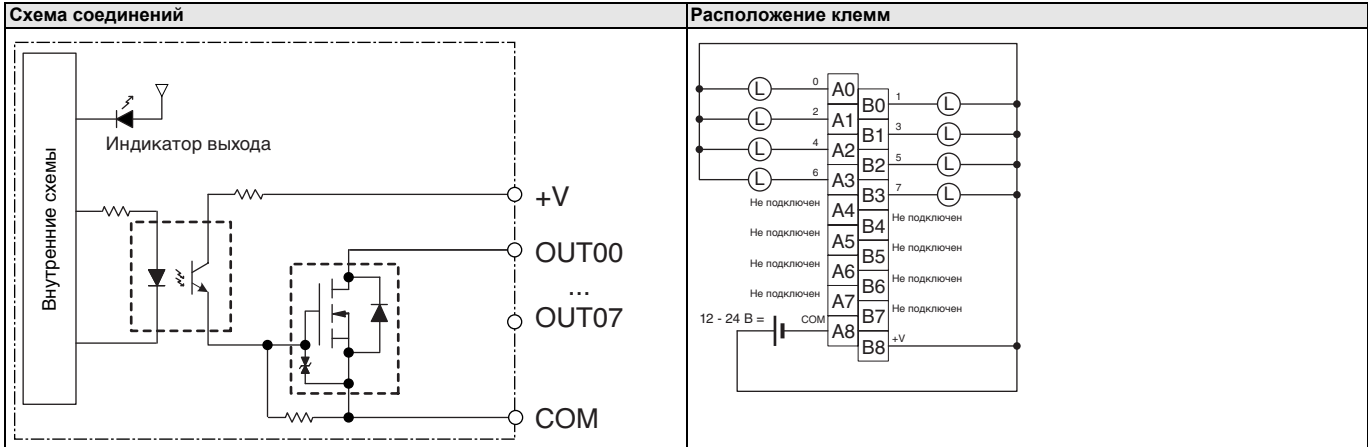 Схема соединений
Расположение клемм
Внутренние схемы
Индикатор выхода
+V
OUT00
...
OUT07
COM
L 0 A0
B0 1 L
L 2 A1
B1 3 L
L 4 A2
B2 5 L
L 6 A3
B3 7 L
Не подключен A4
B4 Не подключен
Не подключен A5
B5 Не подключен
Не подключен A6
B6 Не подключен
Не подключен A7
B7 Не подключен
12 - 24 В = COM A8
B8 +V